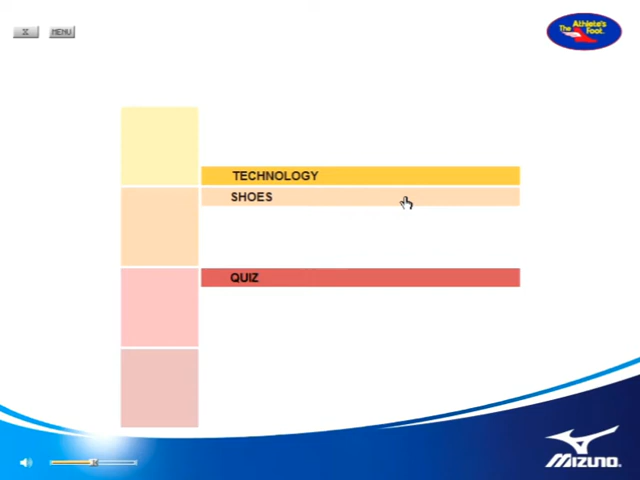 X
MENU
The Athlete's
Foot.
TECHNOLOGY
SHOES
QUIZ
MIZUNO